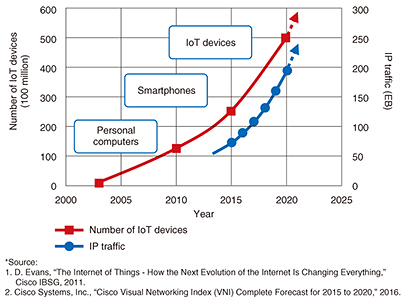 600
500
400
300
200
100
0
Number of IoT devices
(100 million)
IoT devices
Smartphones
Personal
computers
300
250
200
150
100
50
0
IP traffic (EB)
2000
2005
2010
2015
2020
2025
Year
Number of IoT devices
IP traffic
*Source:
1. D. Evans, “The Internet of Things - How the Next Evolution of the Internet Is Changing Everything,”
Cisco IBSG, 2011.
2. Cisco Systems, Inc., “Cisco Visual Networking Index (VNI) Complete Forecast for 2015 to 2020,” 2016.